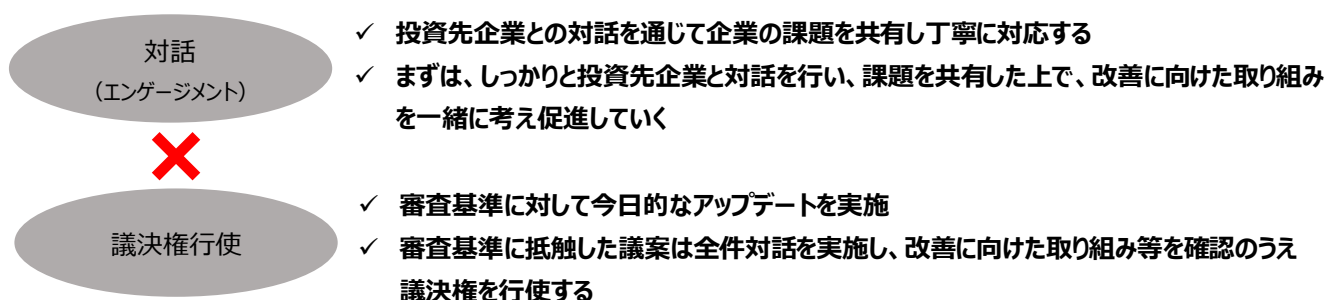 対話
（エンゲージメント）
✓ 投資先企業との対話を通じて企業の課題を共有し丁寧に対応する
✓ まずは、しっかりと投資先企業と対話を行い、課題を共有した上で、改善に向けた取り組み
を一緒に考え促進していく
議決権行使
✓ 審査基準に対して今日的なアップデートを実施
✓ 審査基準に抵触した議案は全件対話を実施し、改善に向けた取り組み等を確認のうえ
議決権を行使する